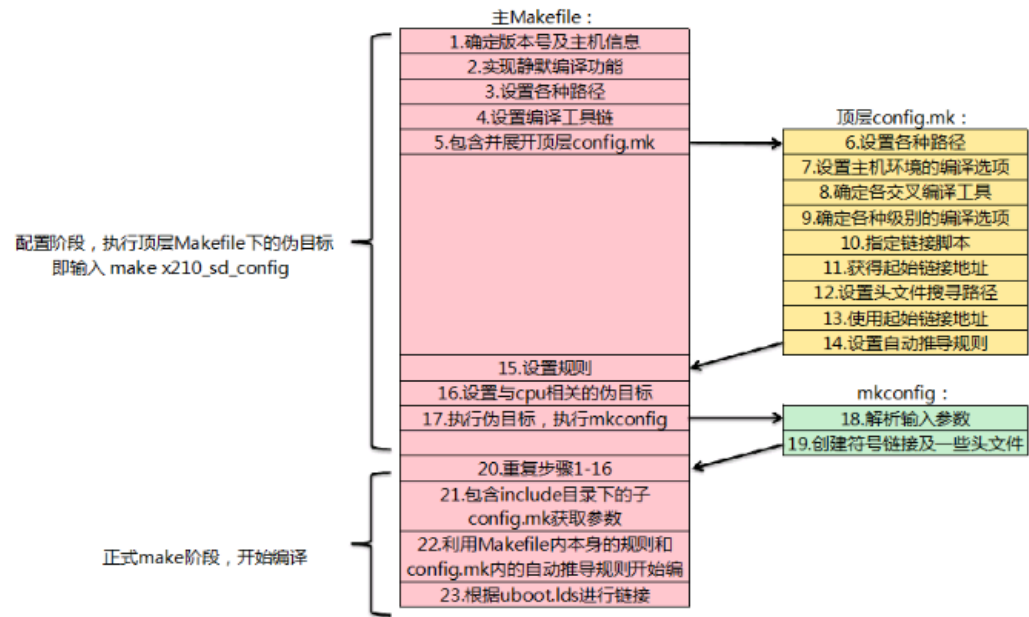 主Makefile：
1.确定版本号及主机信息
2.实现静默编译功能
3.设置各种路径
4.设置编译工具链
5.包含并展开顶层config.mk
顶层config.mk：
6.设置各种路径
7.设置主机环境的编译选项
8.确定各交叉编译工具
9.确定各种级别的编译选项
10.指定链接脚本
11.获得起始链接地址
12.设置头文件搜寻路径
13.使用起始链接地址
14.设置自动推导规则
配置阶段，执行顶层Makefile下的伪目标
即输入 make x210_sd_config
15.设置规则
16.设置与cpu相关的伪目标
17.执行伪目标，执行mkconfig
mkconfig：
18.解析输入参数
19.创建符号链接及一些头文件
20.重复步骤1-16
21.包含include目录下的子
config.mk获取参数
22.利用Makefile内本身的规则和
config.mk内的自动推导规则开始编
23.根据uboot.lds进行链接
正式make阶段，开始编译